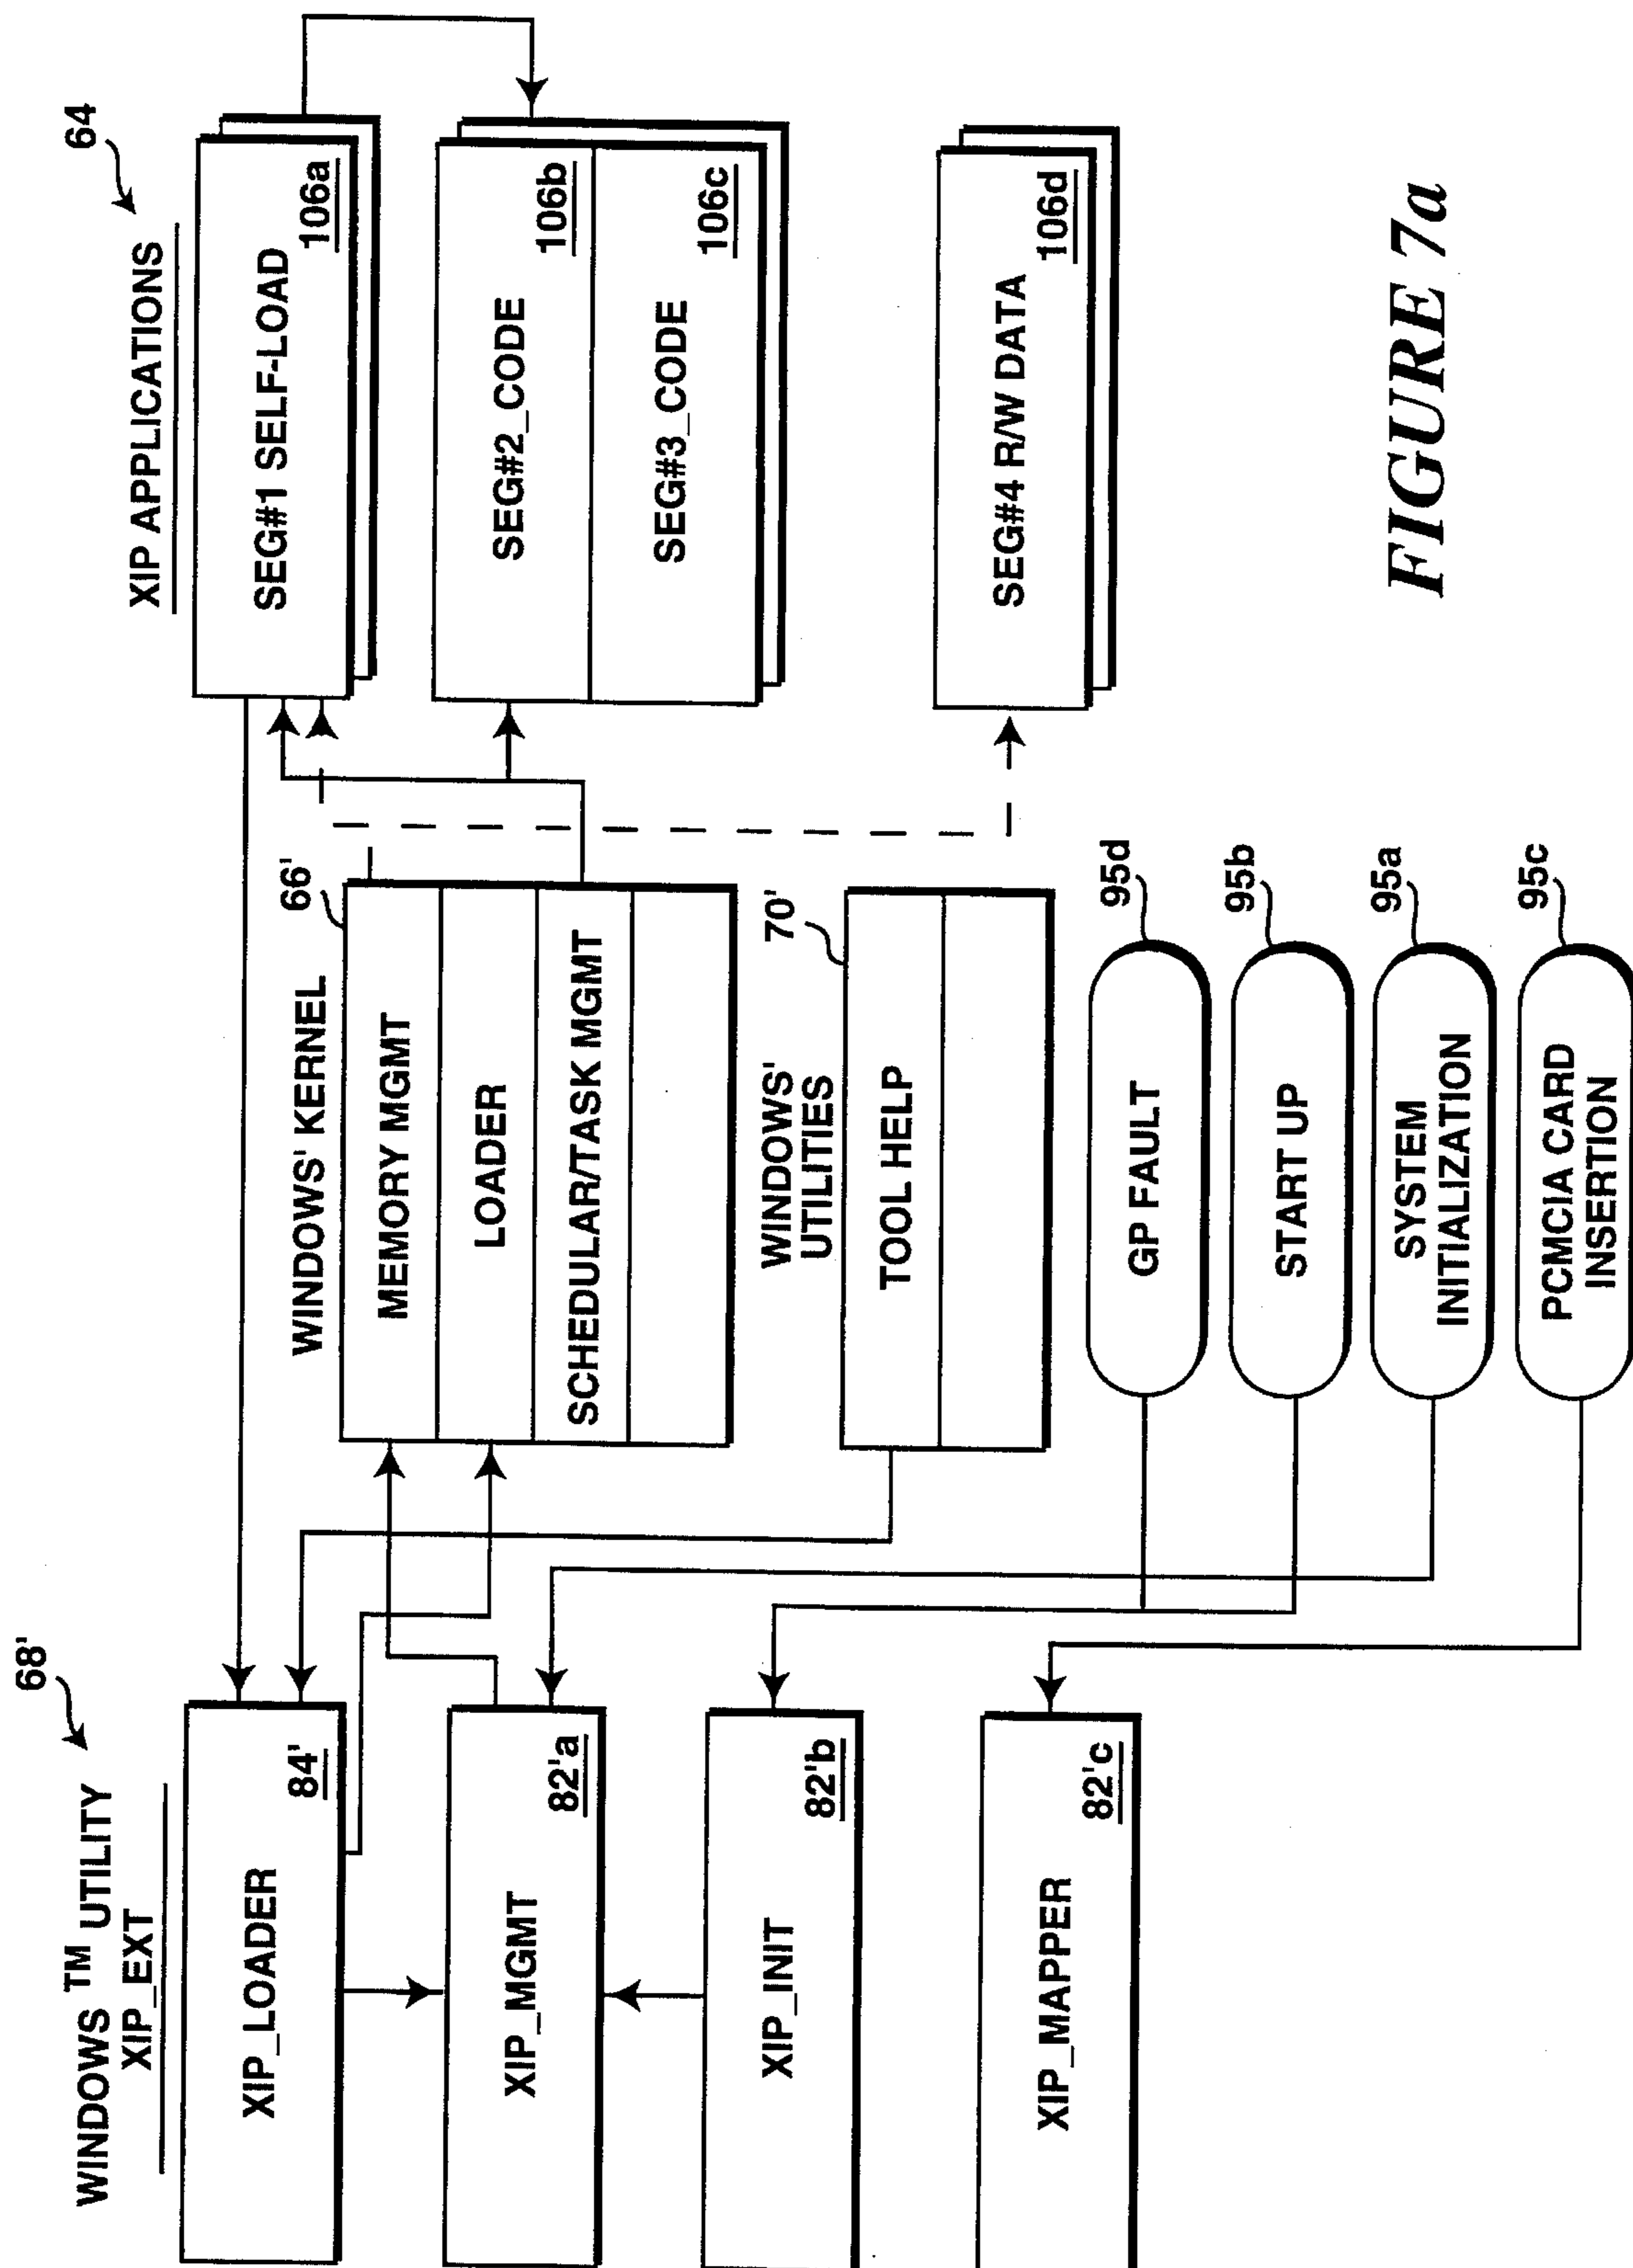 68'
WINDOWS™ UTILITY
XIP_EXT
XIP_LOADER
84'
XIP_MGMT
82'a
XIP_INIT
82'b
XIP_MAPPER
82'c
WINDOWS' KERNEL
66'
MEMORY MGMT
LOADER
SCHEDULAR/TASK MGMT
WINDOWS'
UTILITIES
70'
TOOL HELP
GP FAULT
95d
START UP
95b
SYSTEM
INITIALIZATION
95a
PCMCIA CARD
INSERTION
95c
64
XIP APPLICATIONS
SEG#1 SELF-LOAD
106a
SEG#2_CODE
106b
SEG#3_CODE
106c
SEG#4 R/W DATA
106d
FIGURE 7a